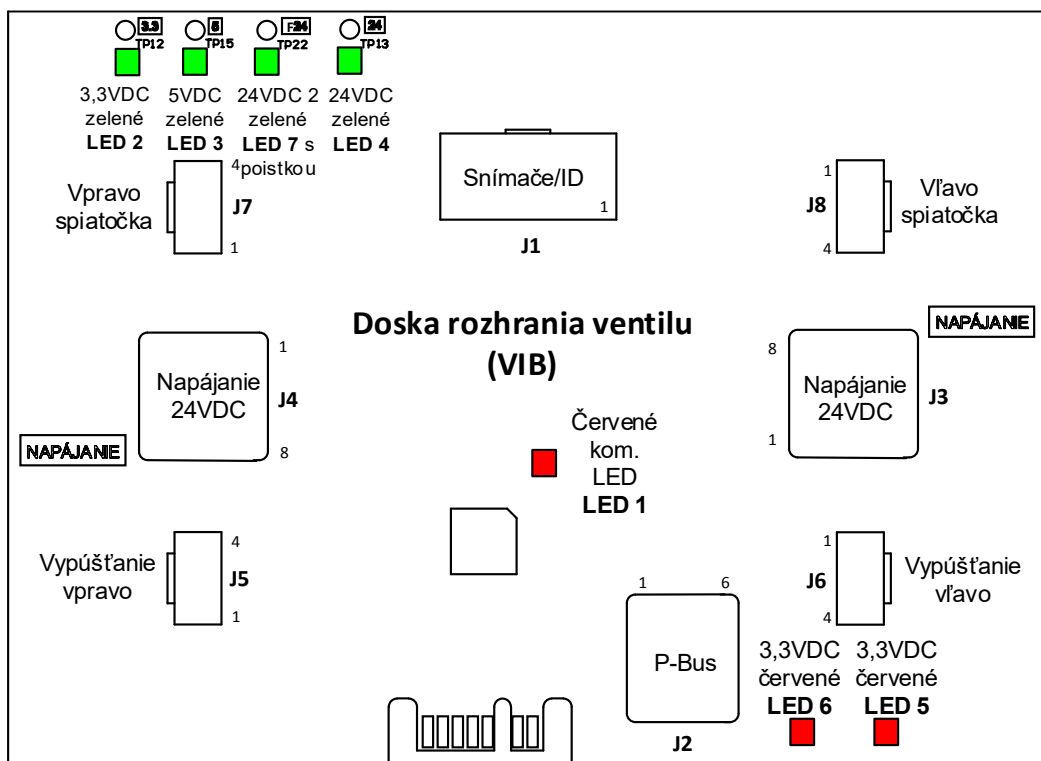 3.3 5 F24 24
TP12 TP15 TP22 TP13
3,3VDC
zelené
LED 2
5VDC
zelené
LED 3
24VDC 2
zelené
LED 7 s
poistkou
24VDC
zelené
LED 4
Vpravo
spiatočka
4
J7
1
Snímače/ID
1
J1
1
J8
4
Vľavo
spiatočka
Doska rozhrania ventilu
(VIB)
NAPÁJANIE
Napájanie
24VDC
1
J4
8
NAPÁJANIE
8
Napájanie
24VDC
1
J3
Červené
kom.
LED
LED 1
Vypúšťanie
vpravo
4
J5
1
1
J6
4
Vypúšťanie
vľavo
1 6
P-Bus
J2
3,3VDC
červené
LED 6
3,3VDC
červené
LED 5